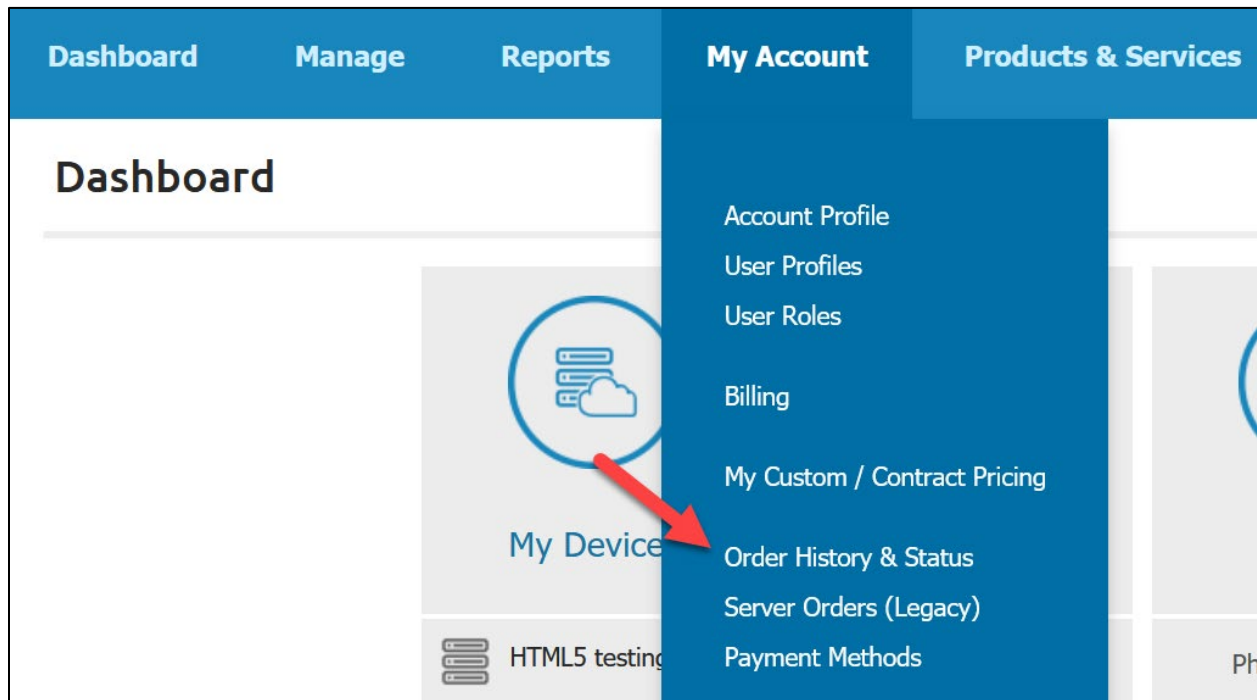 Dashboard Manage Reports My Account Products & Services
Dashboard
Account Profile
User Profiles
User Roles
Billing
My Custom / Contract Pricing
My Device
Order History & Status
Server Orders (Legacy)
HTML5 testing
Payment Methods
Ph